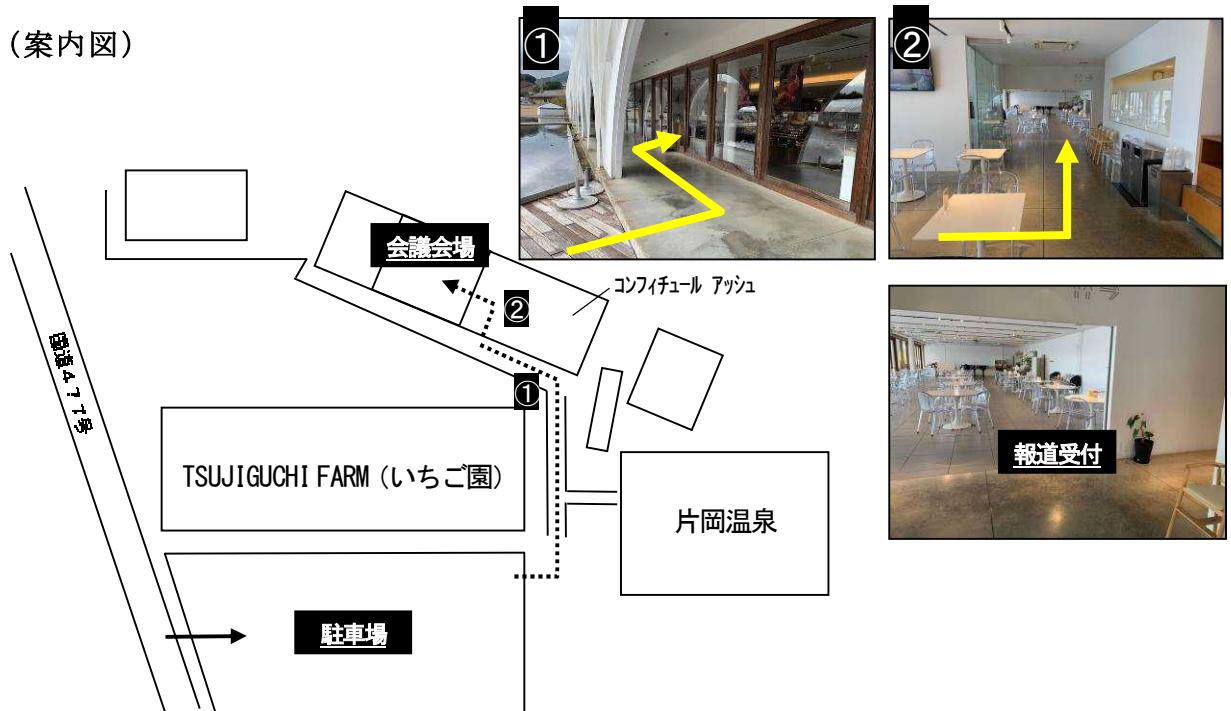 (案内図)
①
②
会議会場
コンフィチュール アッシュ
②
国道477号
①
TSUJIGUCHI FARM (いちご園)
報道受付
片岡温泉
駐車場